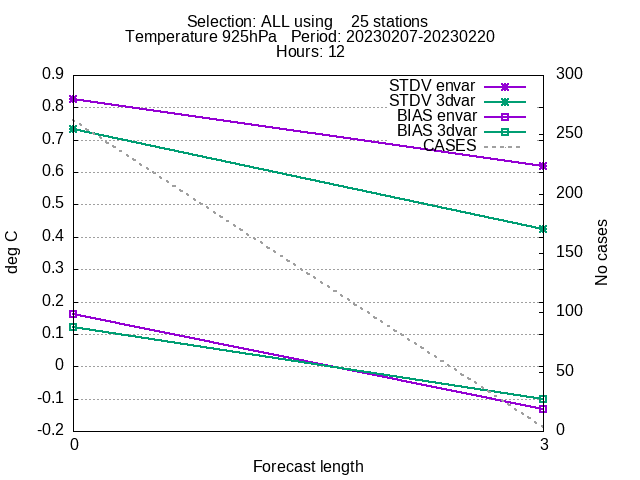 Selection: ALL using    25 stations
Temperature 925hPa   Period: 20230207-20230220
Hours: 12
0.9
0.8
0.7
0.6
0.5
0.4
0.3
0.2
0.1
0
-0.1
-0.2
deg C
STDV envar
STDV 3dvar
BIAS envar
BIAS 3dvar
CASES
300
250
200
150
100
50
0
No cases
0
3
Forecast length